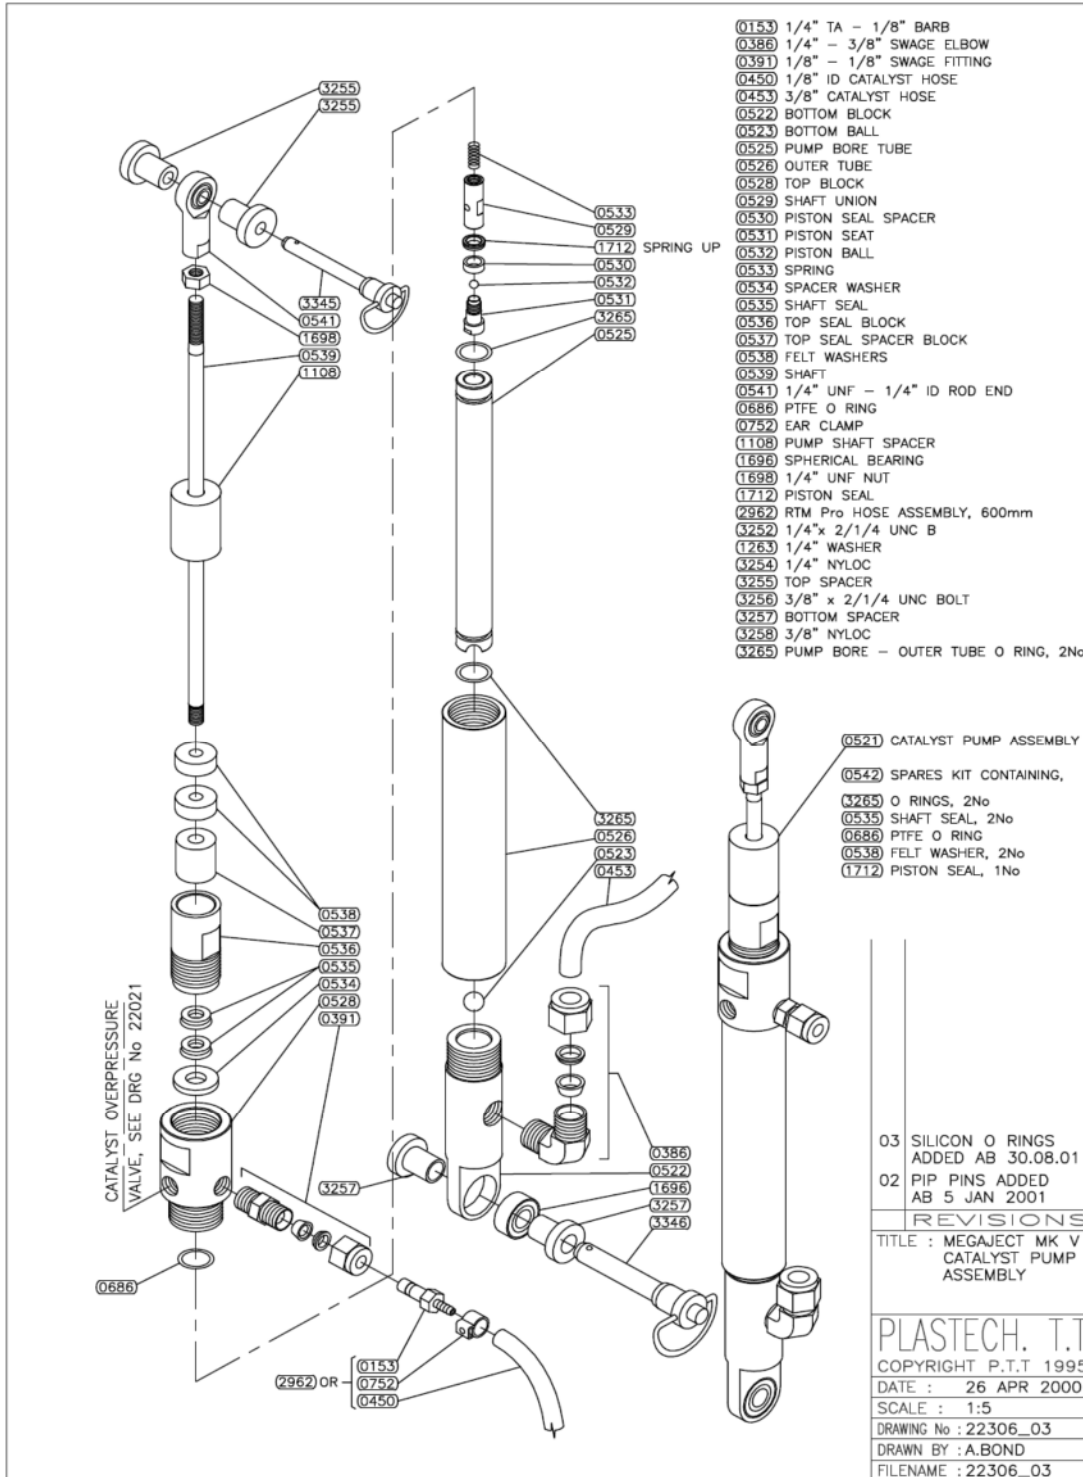 (0153) 1/4" TA - 1/8" BARB
(0386) 1/4" - 3/8" SWAGE ELBOW
(0391) 1/8" - 1/8" SWAGE FITTING
(0450) 1/8" ID CATALYST HOSE
(0453) 3/8" CATALYST HOSE
(0522) BOTTOM BLOCK
(0523) BOTTOM BALL
(0525) PUMP BORE TUBE
(0526) OUTER TUBE
(0528) TOP BLOCK
(0529) SHAFT UNION
(0530) PISTON SEAL SPACER
(0531) PISTON SEAT
(0532) PISTON BALL
(0533) SPRING
(0534) SPACER WASHER
(0535) SHAFT SEAL
(0536) TOP SEAL BLOCK
(0537) TOP SEAL SPACER BLOCK
(0538) FELT WASHERS
(0539) SHAFT
(0541) 1/4" UNF - 1/4" ID ROD END
(0686) PTFE O RING
(0752) EAR CLAMP
(1108) PUMP SHAFT SPACER
(1696) SPHERICAL BEARING
(1698) 1/4" UNF NUT
(1712) PISTON SEAL
(2962) RTM Pro HOSE ASSEMBLY, 600mm
(3252) 1/4"x 2/1/4 UNC B
(1263) 1/4" WASHER
(3254) 1/4" NYLOC
(3255) TOP SPACER
(3256) 3/8" x 2/1/4 UNC BOLT
(3257) BOTTOM SPACER
(3258) 3/8" NYLOC
(3265) PUMP BORE - OUTER TUBE O RING, 2No
(3255)
(3255)
(3345)
(0541)
(1698)
(0539)
(1108)
(0533)
(0529)
(1712) SPRING UP
(0530)
(0532)
(0531)
(3265)
(0525)
(0538)
(0537)
(0536)
(0535)
(0534)
(0528)
(0391)
(3265)
(0526)
(0523)
(0453)
CATALYST OVERPRESSURE
VALVE, SEE DRG No 22021
(0686)
(3257)
(0386)
(0522)
(1696)
(3257)
(3346)
(2962) OR
(0153)
(0752)
(0450)
(0521) CATALYST PUMP ASSEMBLY
(0542) SPARES KIT CONTAINING,
(3265) O RINGS, 2No
(0535) SHAFT SEAL, 2No
(0686) PTFE O RING
(0538) FELT WASHER, 2No
(1712) PISTON SEAL, 1No
03 SILICON O RINGS
ADDED AB 30.08.01
02 PIP PINS ADDED
AB 5 JAN 2001
REVISIONS
TITLE : MEGAJECT MK V
CATALYST PUMP
ASSEMBLY
PLASTECH. T.T
COPYRIGHT P.T.T 1995
DATE : 26 APR 2000
SCALE : 1:5
DRAWING No : 22306_03
DRAWN BY : A.BOND
FILENAME : 22306_03